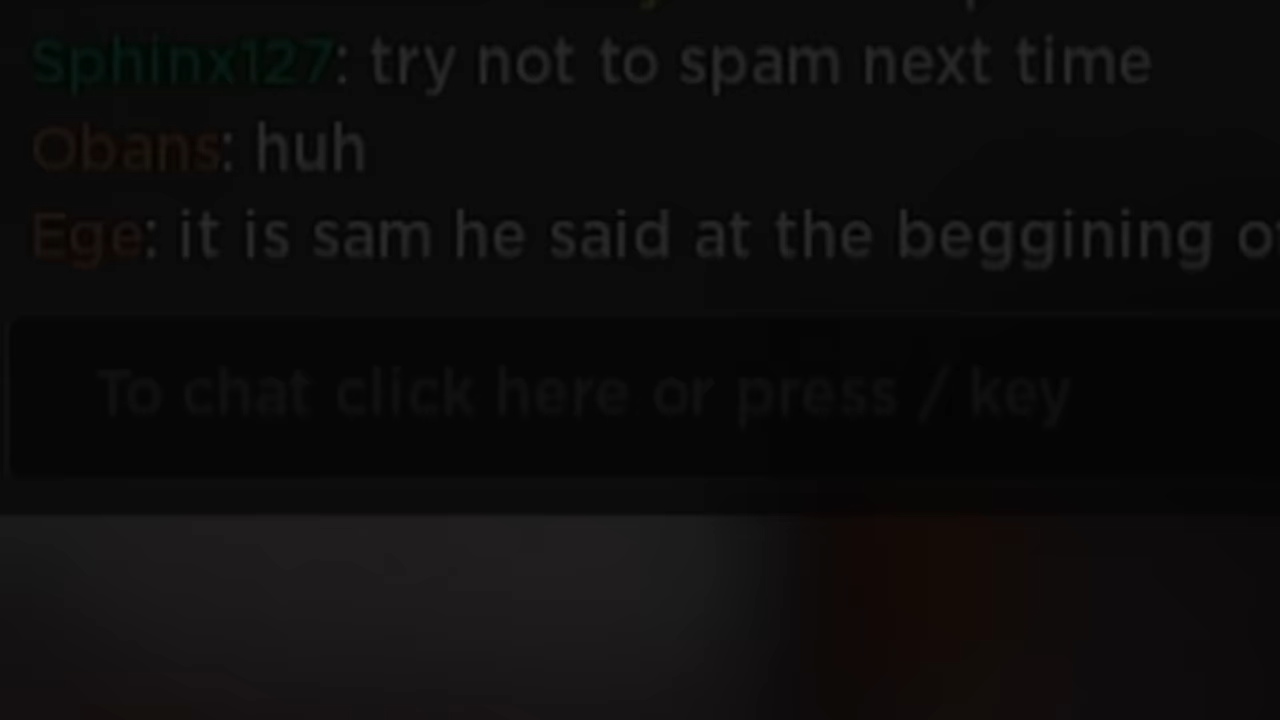 Sphinx127: try not to spam next time
Obans: huh
Ege: it is sam he said at the beggining
To chat click here or press / key